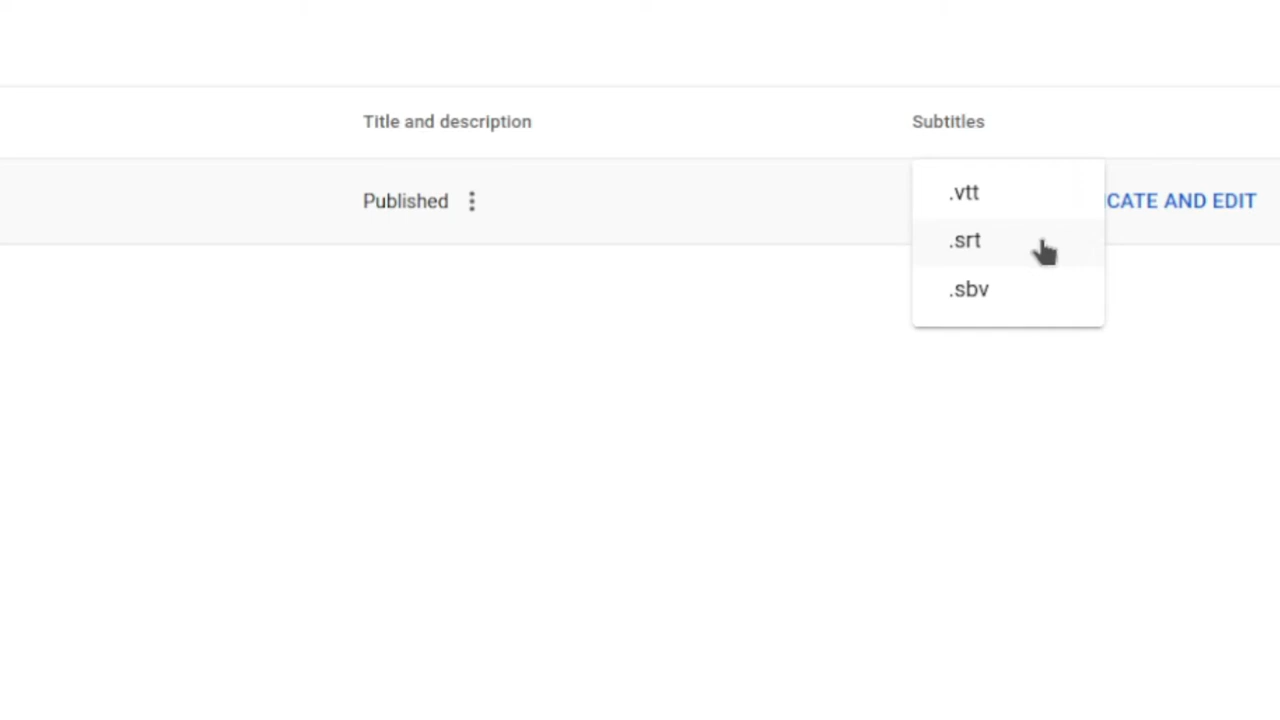 Title and description
Subtitles
Published
.vtt
CATE AND EDIT
.srt
.sbv